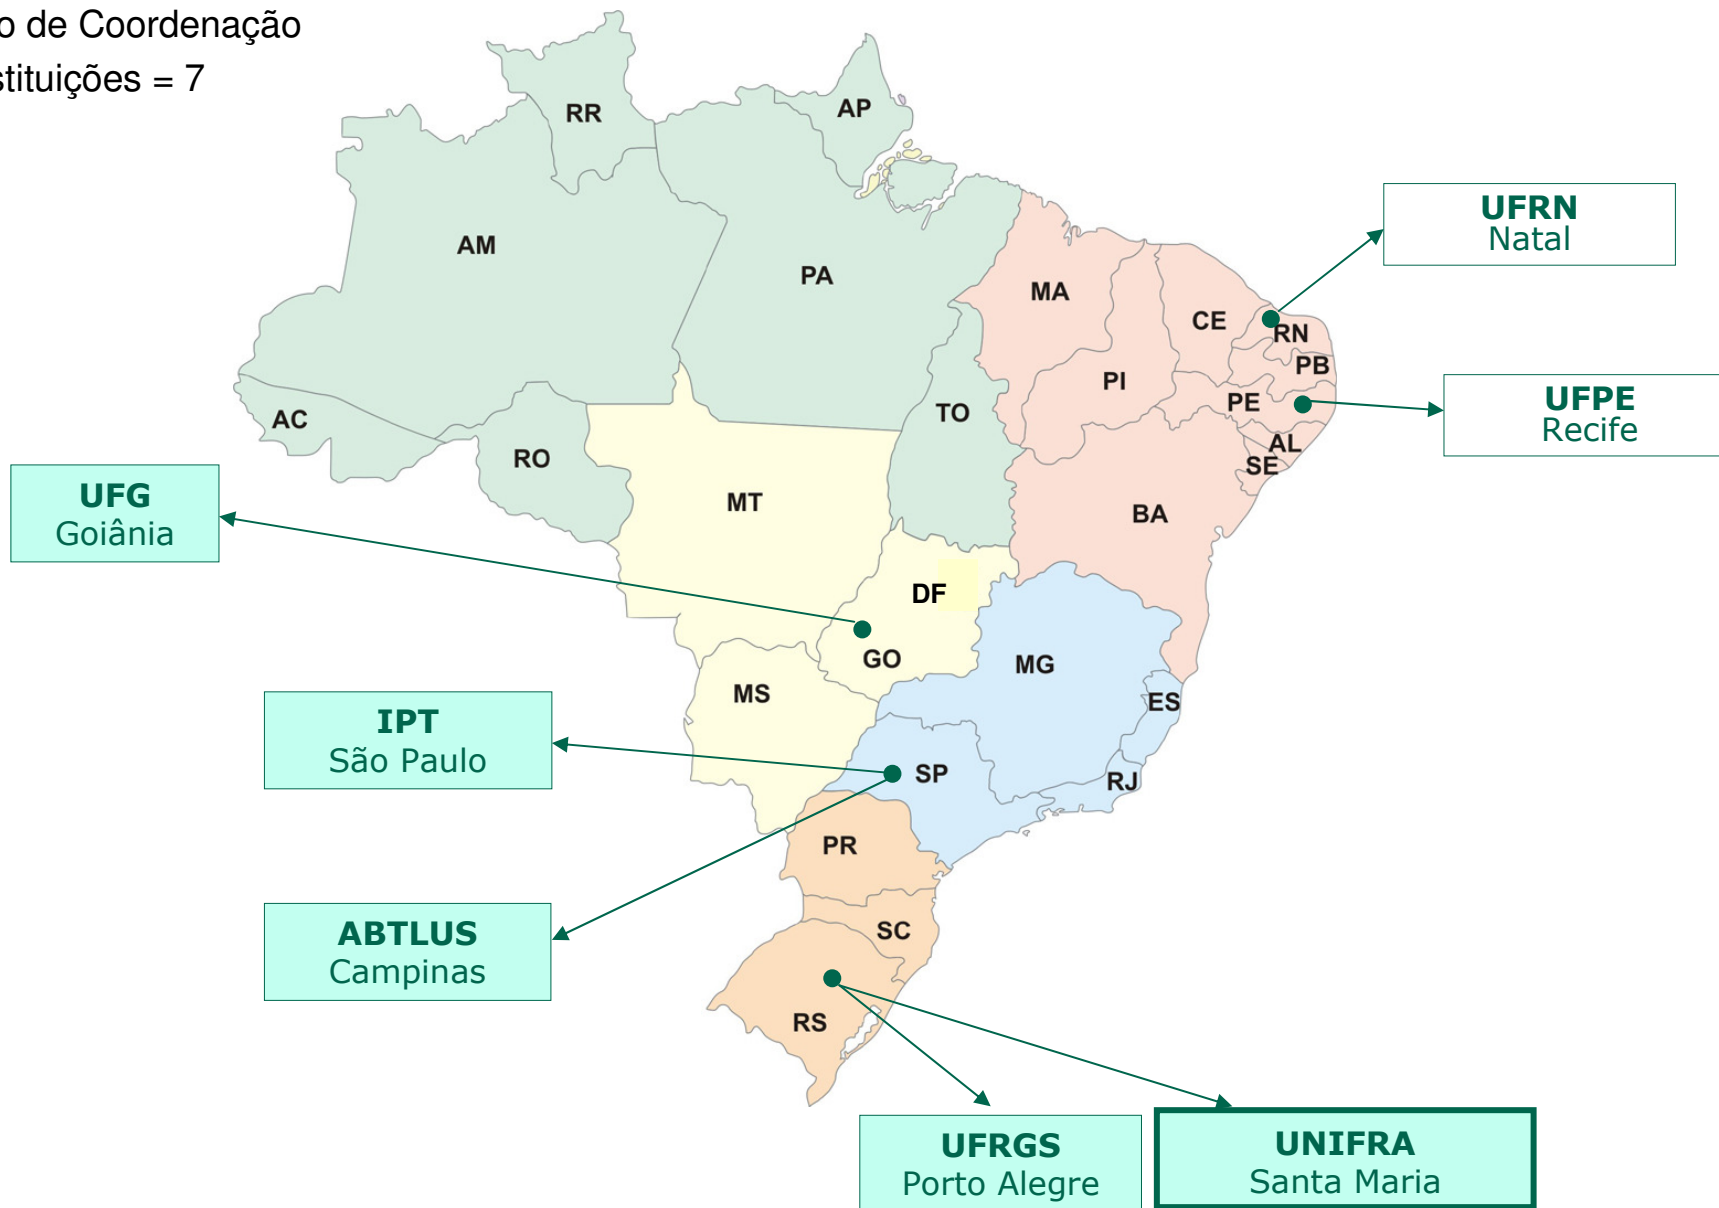 de Coordenação
= 7
RR
AP
UFRN
Natal
AM
PA
MA
CE
RN
PB
PI
UFPE
Recife
PE
TO
AC
AL
SE
RO
UFG
Goiânia
MT
BA
DF
GO
MG
MS
ES
IPT
São Paulo
SP
RJ
PR
ABTLUS
Campinas
SC
RS
UFRGS
Porto Alegre
UNIFRA
Santa Maria